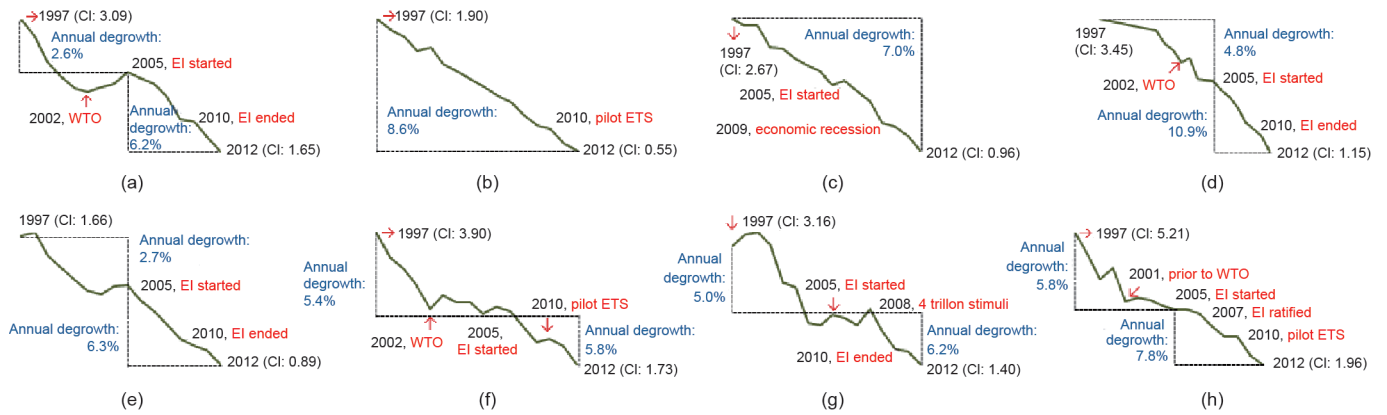 1997 (CI: 3.09)
Annual degrowth:
2.6%
2005, EI started
2002, WTO
Annual
degrowth:
6.2%
2010, EI ended
2012 (CI: 1.65)
(a)
1997 (CI: 1.90)
Annual degrowth:
8.6%
2010, pilot ETS
2012 (CI: 0.55)
(b)
Annual degrowth:
7.0%
1997
(CI: 2.67)
2005, EI started
2009, economic recession
2012 (CI: 0.96)
(c)
1997
(CI: 3.45)
Annual degrowth:
4.8%
2005, EI started
2002, WTO
Annual degrowth:
10.9%
2010, EI ended
2012 (CI: 1.15)
(d)
1997 (CI: 1.66)
Annual degrowth:
2.7%
2005, EI started
Annual degrowth:
6.3%
2010, EI ended
2012 (CI: 0.89)
(e)
1997 (CI: 3.90)
Annual
degrowth:
5.4%
2010, pilot ETS
2002, WTO
2005,
EI started
Annual degrowth:
5.8%
2012 (CI: 1.73)
(f)
1997 (CI: 3.16)
Annual
degrowth:
5.0%
2005, EI started
2008, 4 trillon stimuli
2010, EI ended
Annual degrowth:
6.2%
2012 (CI: 1.40)
(g)
1997 (CI: 5.21)
Annual
degrowth:
5.8%
2001, prior to WTO
2005, EI started
2007, EI ratified
2010, pilot ETS
Annual
degrowth:
7.8%
2012 (CI: 1.96)
(h)